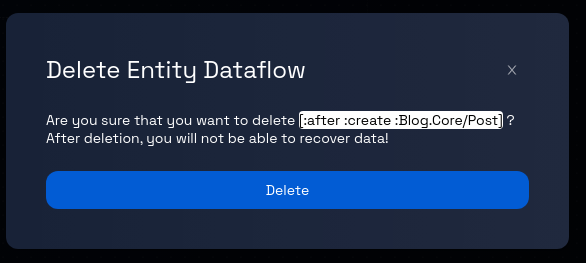 Delete Entity Dataflow
X
Are you sure that you want to delete [:after :create :Blog.Core/Post] ?
After deletion, you will not be able to recover data!
Delete